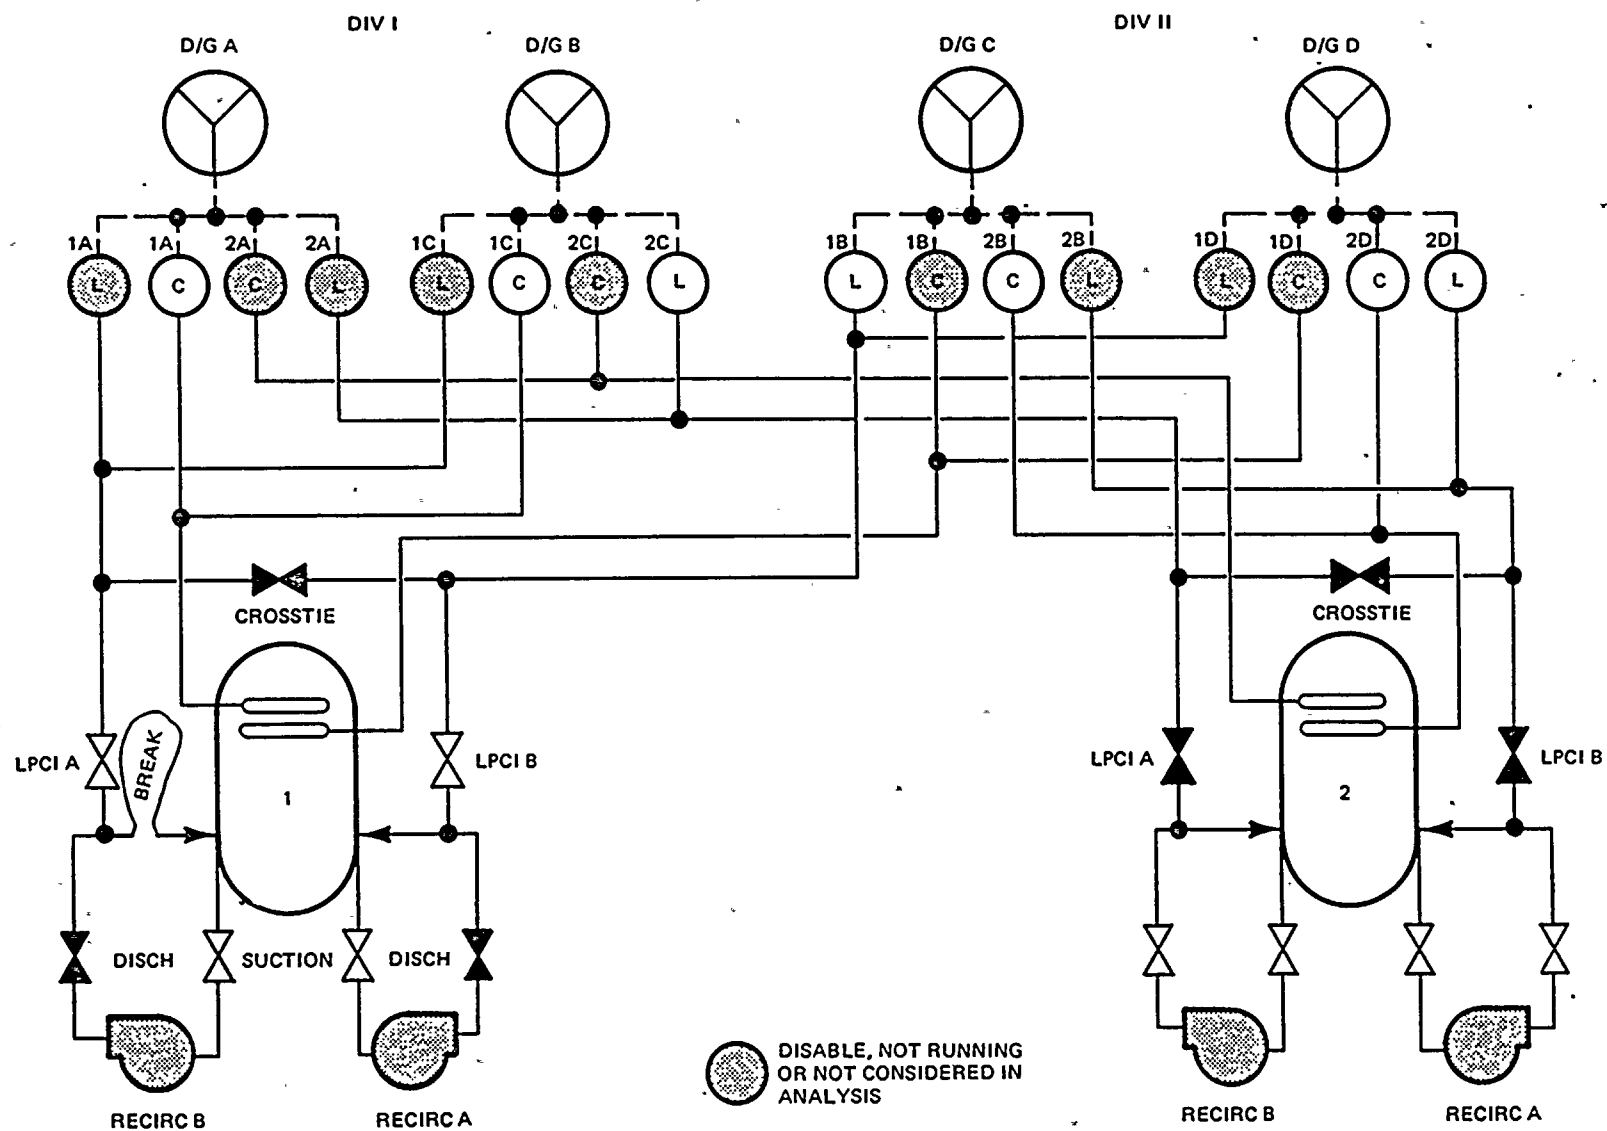 DIV I
DIV II
D/G A
D/G B
D/G C
D/G D
1A
1A
2A
2A
1C
1C
2C
2C
1B
1B
2B
2B
1D
1D
2D
2D
L
C
C
L
L
C
C
L
L
C
C
L
L
C
C
L
CROSSTIE
CROSSTIE
LPCI A
BREAK
LPCI B
LPCI A
LPCI B
1
2
DISCH
SUCTION
DISCH
DISABLE, NOT RUNNING
OR NOT CONSIDERED IN
ANALYSIS
RECIRC B
RECIRC A
RECIRC B
RECIRC A